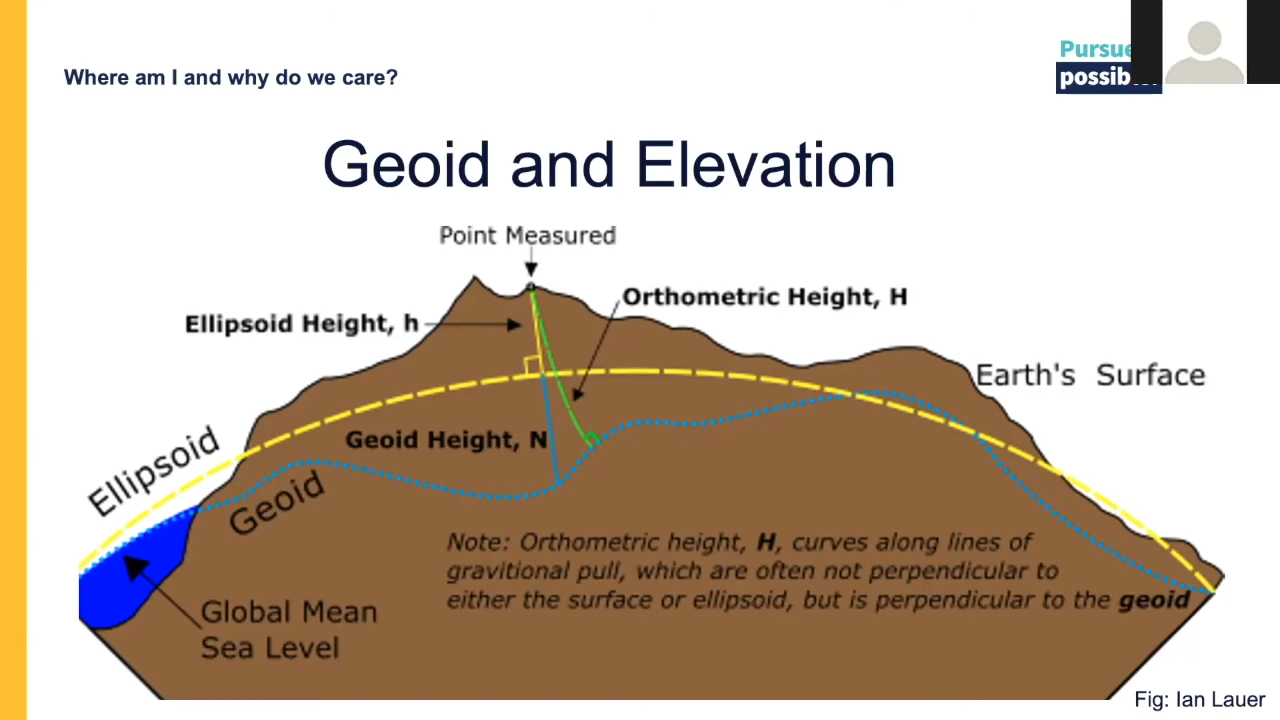 Where am I and why do we care?
Pursue
Geoid and Elevation
Point Measured
Orthometric Height, H
Ellipsoid Height, h
Earth's Surface
Geoid Height, N
Ellipsoid
Geoid
Note: Orthometric height, H, curves along lines of
gravitional pull, which are often not perpendicular to
either the surface or ellipsoid, but is perpendicular to the geoid
Global Mean
Sea Level
Fig: Ian Lauer